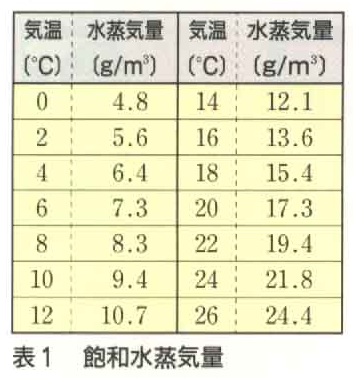 気温 水蒸気量 気温 水蒸気量
(℃) (g/m³) (℃) (g/m³)
0 4.8 14 12.1
2 5.6 16 13.6
4 6.4 18 15.4
6 7.3 20 17.3
8 8.3 22 19.4
10 9.4 24 21.8
12 10.7 26 24.4
表1 飽和水蒸気量